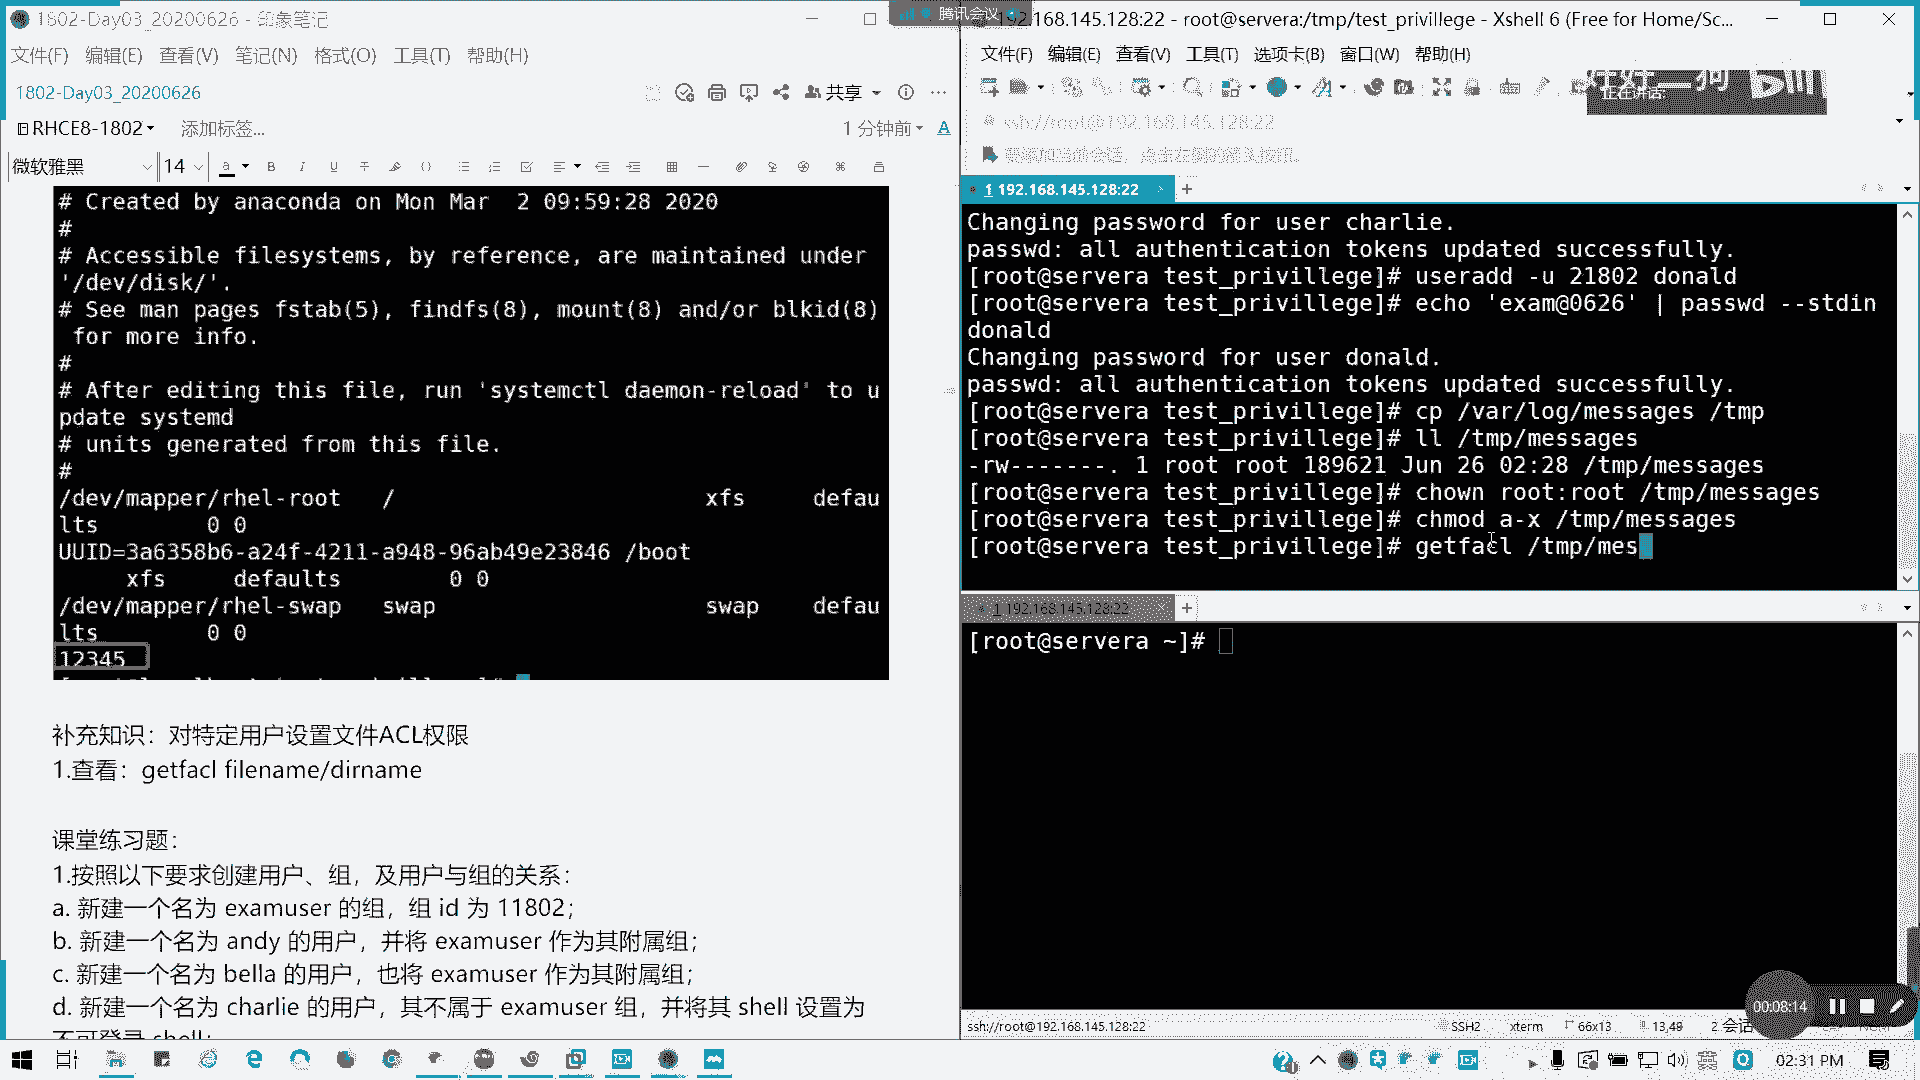 1802-Day03_20200626 - 印象笔记
文件(F) 编辑(E) 查看(V) 笔记(N) 格式(O) 工具(T) 帮助(H)
1802-Day03_20200626
共享
RHCE8-1802 添加标签...
1 分钟前
微软雅黑 14
# Created by anaconda on Mon Mar  2 09:59:28 2020
#
# Accessible filesystems, by reference, are maintained under
'/dev/disk/'.
# See man pages fstab(5), findfs(8), mount(8) and/or blkid(8)
 for more info.
#
# After editing this file, run 'systemctl daemon-reload' to u
pdate systemd
# units generated from this file.
#
/dev/mapper/rhel-root   /                       xfs     defau
lts        0 0
UUID=3a6358b6-a24f-4211-a948-96ab49e23846 /boot
     xfs     defaults        0 0
/dev/mapper/rhel-swap   swap                    swap    defau
lts        0 0
12345
补充知识：对特定用户设置文件ACL权限
1.查看：getfacl filename/dirname
课堂练习题：
1.按照以下要求创建用户、组，及用户与组的关系：
a. 新建一个名为 examuser 的组，组 id 为 11802；
b. 新建一个名为 andy 的用户，并将 examuser 作为其附属组；
c. 新建一个名为 bella 的用户，也将 examuser 作为其附属组；
d. 新建一个名为 charlie 的用户，其不属于 examuser 组，并将其 shell 设置为
不可登录 shell；
腾讯会议
.168.145.128:22 - root@servera:/tmp/test_privillege - Xshell 6 (Free for Home/Sc...
文件(F) 编辑(E) 查看(V) 工具(T) 选项卡(B) 窗口(W) 帮助(H)
正在讲话:
ssh://root@192.168.145.128:22
1 192.168.145.128:22
Changing password for user charlie.
passwd: all authentication tokens updated successfully.
[root@servera test_privillege]# useradd -u 21802 donald
[root@servera test_privillege]# echo 'exam@0626' | passwd --stdin
donald
Changing password for user donald.
passwd: all authentication tokens updated successfully.
[root@servera test_privillege]# cp /var/log/messages /tmp
[root@servera test_privillege]# ll /tmp/messages
-rw-------. 1 root root 189621 Jun 26 02:28 /tmp/messages
[root@servera test_privillege]# chown root:root /tmp/messages
[root@servera test_privillege]# chmod a-x /tmp/messages
[root@servera test_privillege]# getfacl /tmp/mes
1 192.168.145.128:22
[root@servera ~]#
00:08:14
ssh://root@192.168.145.128:22 SSH2 xterm 66x13 13,49 2 会话
02:31 PM